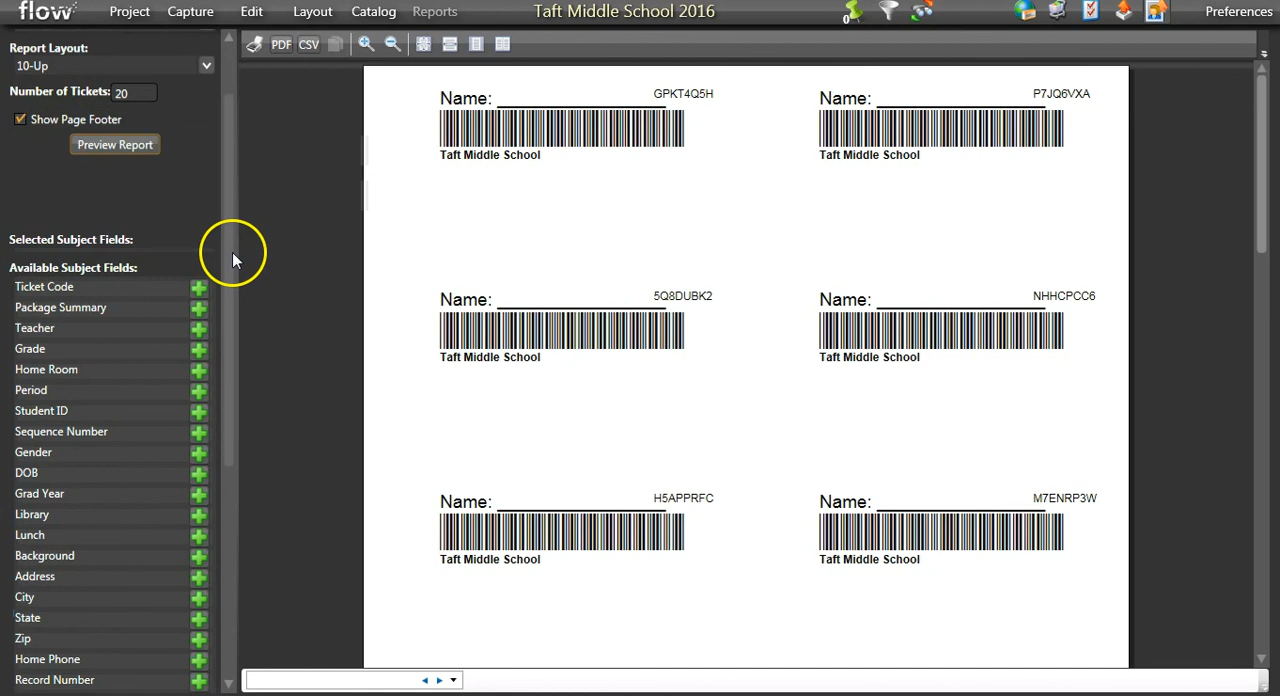 flow Project Capture Edit Layout Catalog Reports Taft Middle School 2016 0 Preferences
Report Layout:
10-Up
Number of Tickets: 20
Show Page Footer
Preview Report
Selected Subject Fields:
Available Subject Fields:
Ticket Code
Package Summary
Teacher
Grade
Home Room
Period
Student ID
Sequence Number
Gender
DOB
Grad Year
Library
Lunch
Background
Address
City
State
Zip
Home Phone
Record Number
PDF CSV
Name: GPKT4Q5H
Taft Middle School
Name: P7JQ6VXA
Taft Middle School
Name: 5Q8DUBK2
Taft Middle School
Name: NHHCPCC6
Taft Middle School
Name: H5APPRFC
Taft Middle School
Name: M7ENRP3W
Taft Middle School